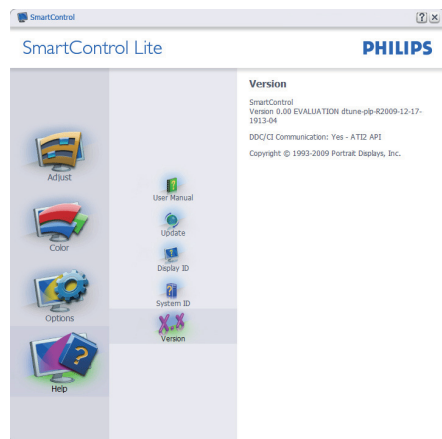 SmartControl
SmartControl Lite
PHILIPS
Adjust
Color
Options
Help
User Manual
Update
Display ID
System ID
Version
Version
SmartControl
Version 0.00 EVALUATION dtune-plp-R2009-12-17-
1913-04
DDC/CI Communication: Yes - ATI2 API
Copyright © 1993-2009 Portrait Displays, Inc.